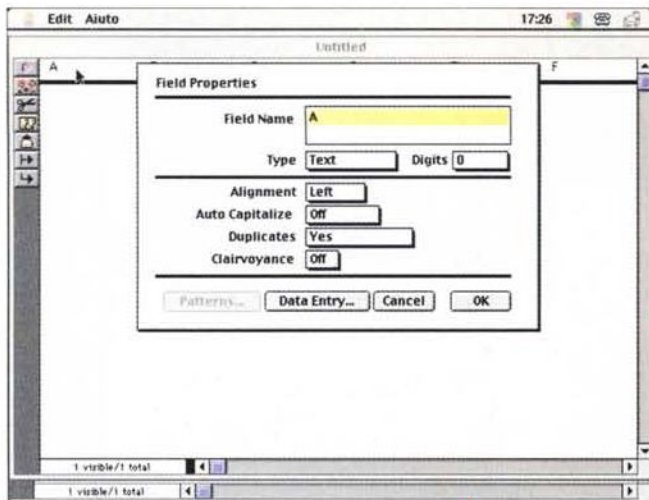 Edit Aiuto 17:26
Untitled
A F
Field Properties
Field Name A
Type Text Digits 0
Alignment Left
Auto Capitalize Off
Duplicates Yes
Clairvoyance Off
Patterns... Data Entry... Cancel OK
1 visible/1 total
1 visible/1 total